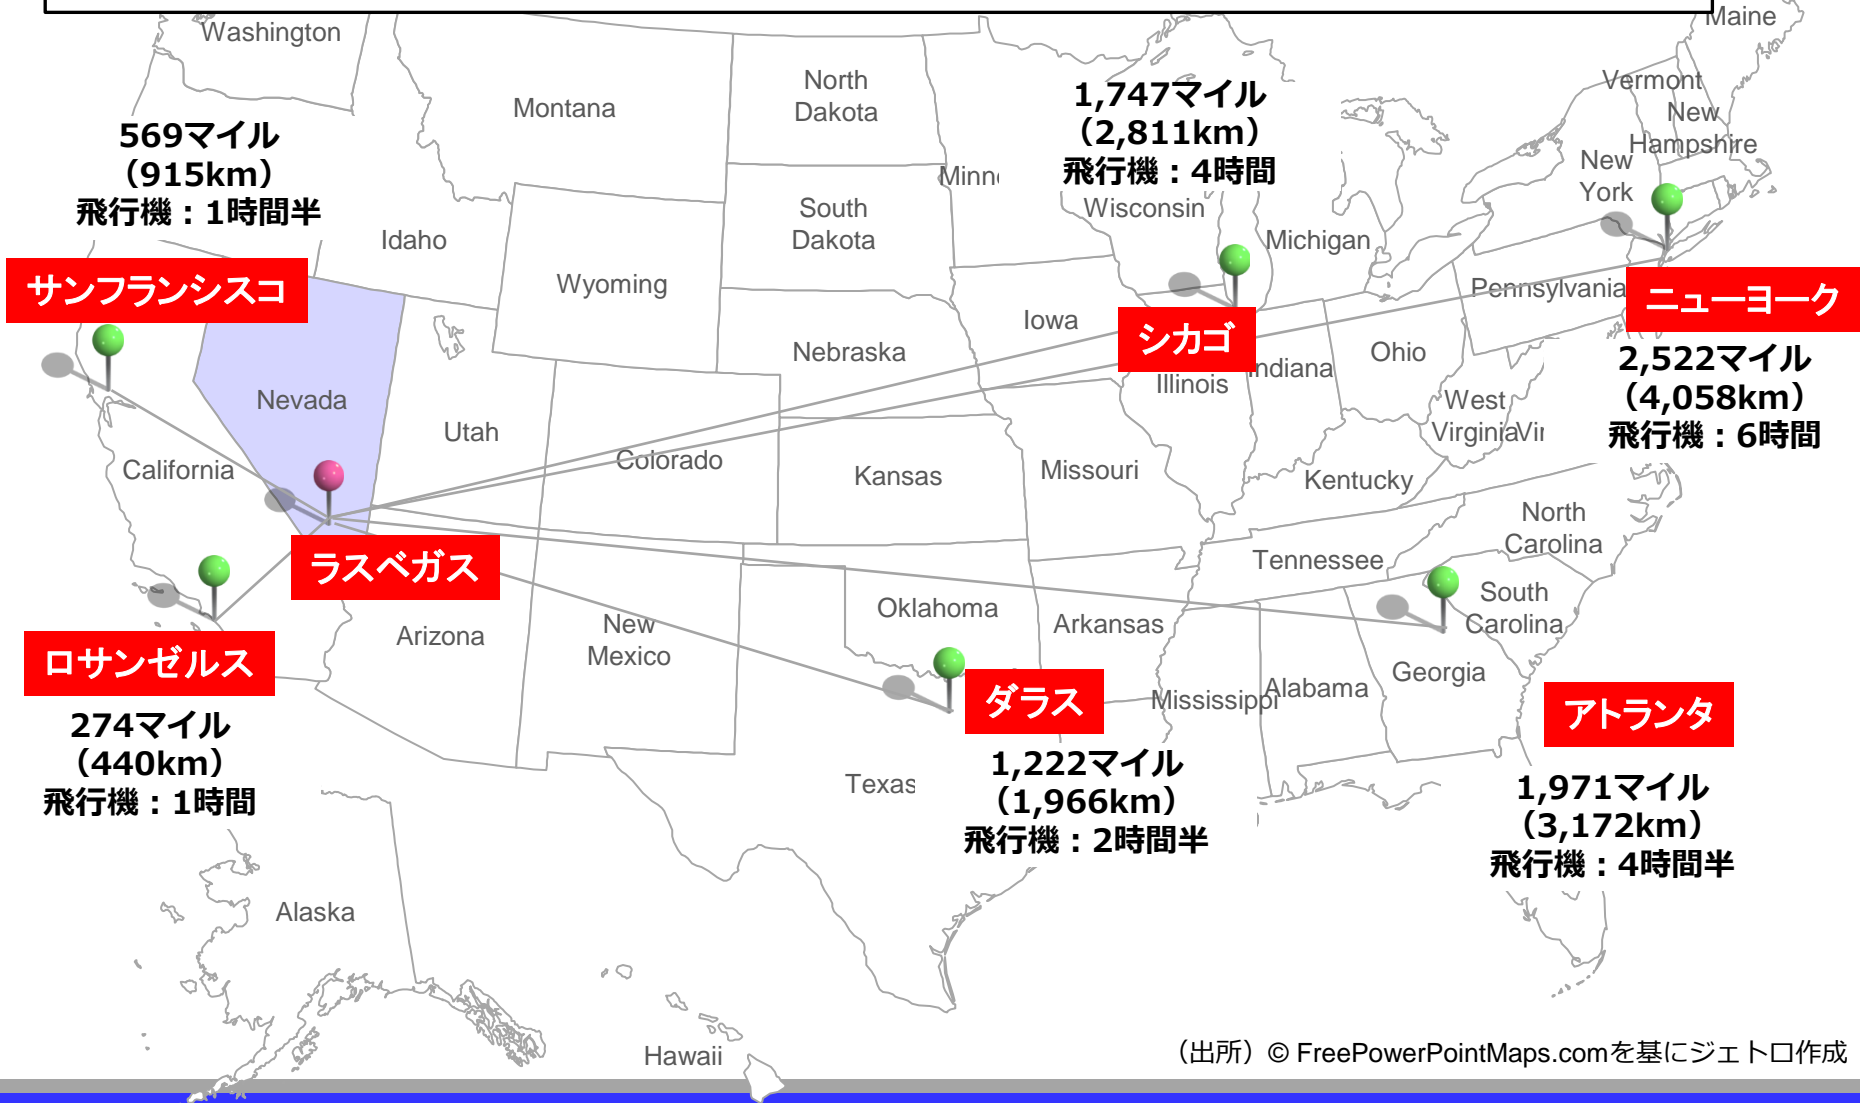 Washington
Maine
Montana
North
Dakota
1,747マイル
（2,811km）
飛行機：4時間
Vermont
New
Hampshire
569マイル
（915km）
飛行機：1時間半
Minn
New
York
Idaho
South
Dakota
Wisconsin
Michigan
サンフランシスコ
Wyoming
Iowa
Pennsylvania
ニューヨーク
シカゴ
Nebraska
Illinois
Indiana
Ohio
2,522マイル
（4,058km）
飛行機：6時間
Nevada
Utah
Colorado
West
Virginia
Vir
California
Kansas
Missouri
Kentucky
North
Carolina
ラスベガス
Tennessee
South
Carolina
ロサンゼルス
Arizona
New
Mexico
Oklahoma
Arkansas
ダラス
Mississippi
Alabama
Georgia
アトランタ
274マイル
（440km）
飛行機：1時間
Texas
1,222マイル
（1,966km）
飛行機：2時間半
1,971マイル
（3,172km）
飛行機：4時間半
Alaska
Hawaii
（出所）© FreePowerPointMaps.comを基にジェトロ作成